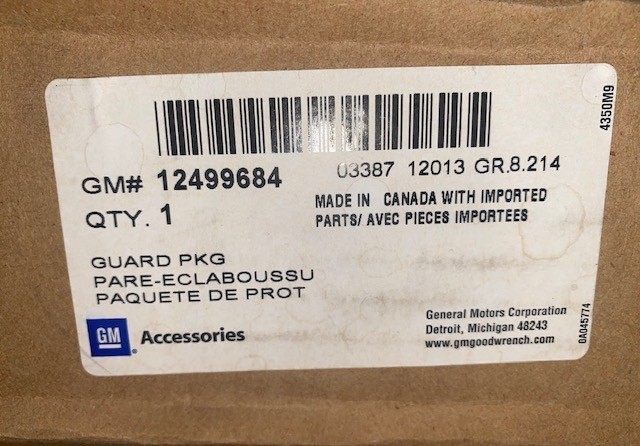 4350M9
03387 12013 GR.8.214
GM# 12499684
QTY. 1
MADE IN CANADA WITH IMPORTED
PARTS/ AVEC PIECES IMPORTEES
GUARD PKG
PARE-ECLABOUSSU
PAQUETE DE PROT
GM Accessories
General Motors Corporation
Detroit, Michigan 48243
www.gmgoodwrench.com
0A045774